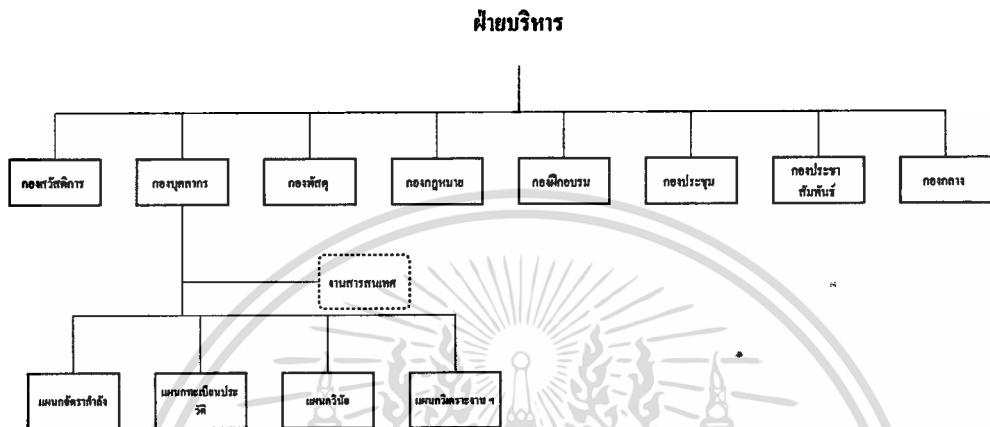 ฝ่ายบริหาร
กองสวัสดิการ
กองบุคลากร
กองพัสดุ
กองกฎหมาย
กองฝึกอบรม
กองประชุม
กองประชา
สัมพันธ์
กองกลาง
งานสารสนเทศ
แผนกอัตรากำลัง
แผนกทะเบียนประ
วัติ
แผนกวินัย
แผนกวิเคราะงาน ฯ